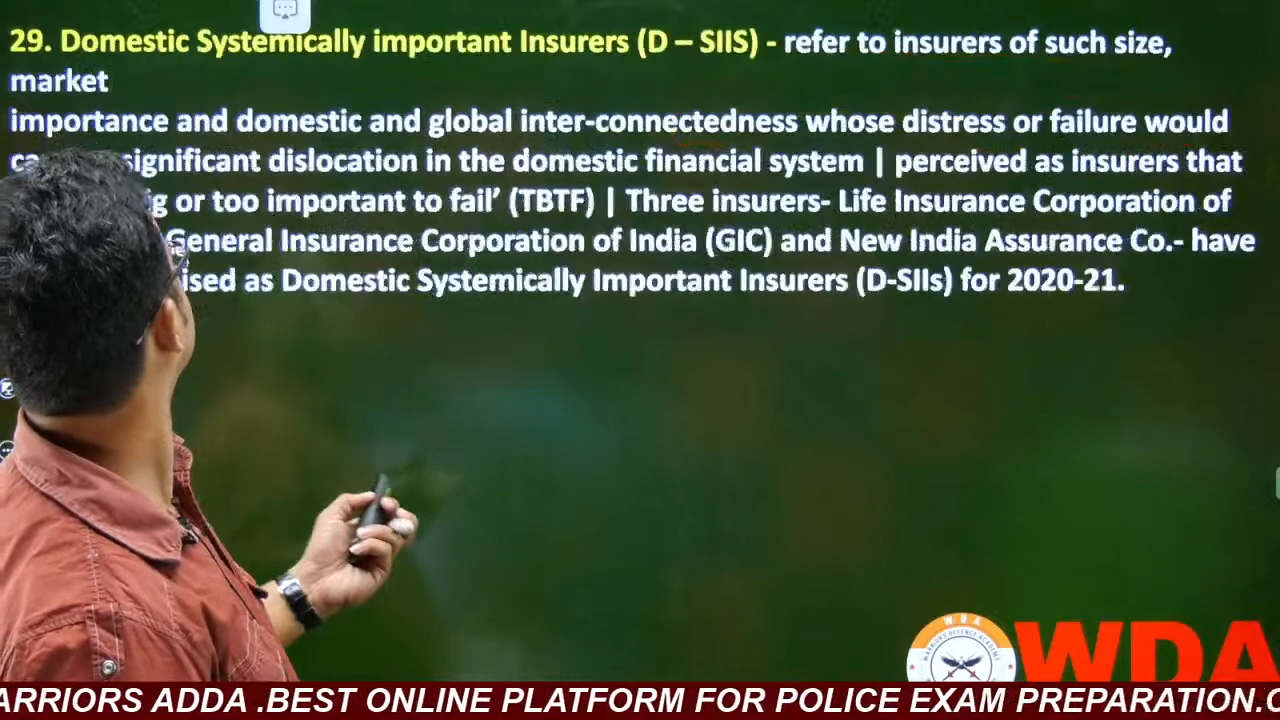 29. Domestic Systemically important Insurers (D – SIIS) - refer to insurers of such size,
market
importance and domestic and global inter-connectedness whose distress or failure would
significant dislocation in the domestic financial system | perceived as insurers that
or too important to fail’ (TBTF) | Three insurers- Life Insurance Corporation of
General Insurance Corporation of India (GIC) and New India Assurance Co.- have
as Domestic Systemically Important Insurers (D-SIIs) for 2020-21.
WDA
WARRIORS DEFENCE ACADEMY
WDA
ARRIORS ADDA .BEST ONLINE PLATFORM FOR POLICE EXAM PREPARATION.